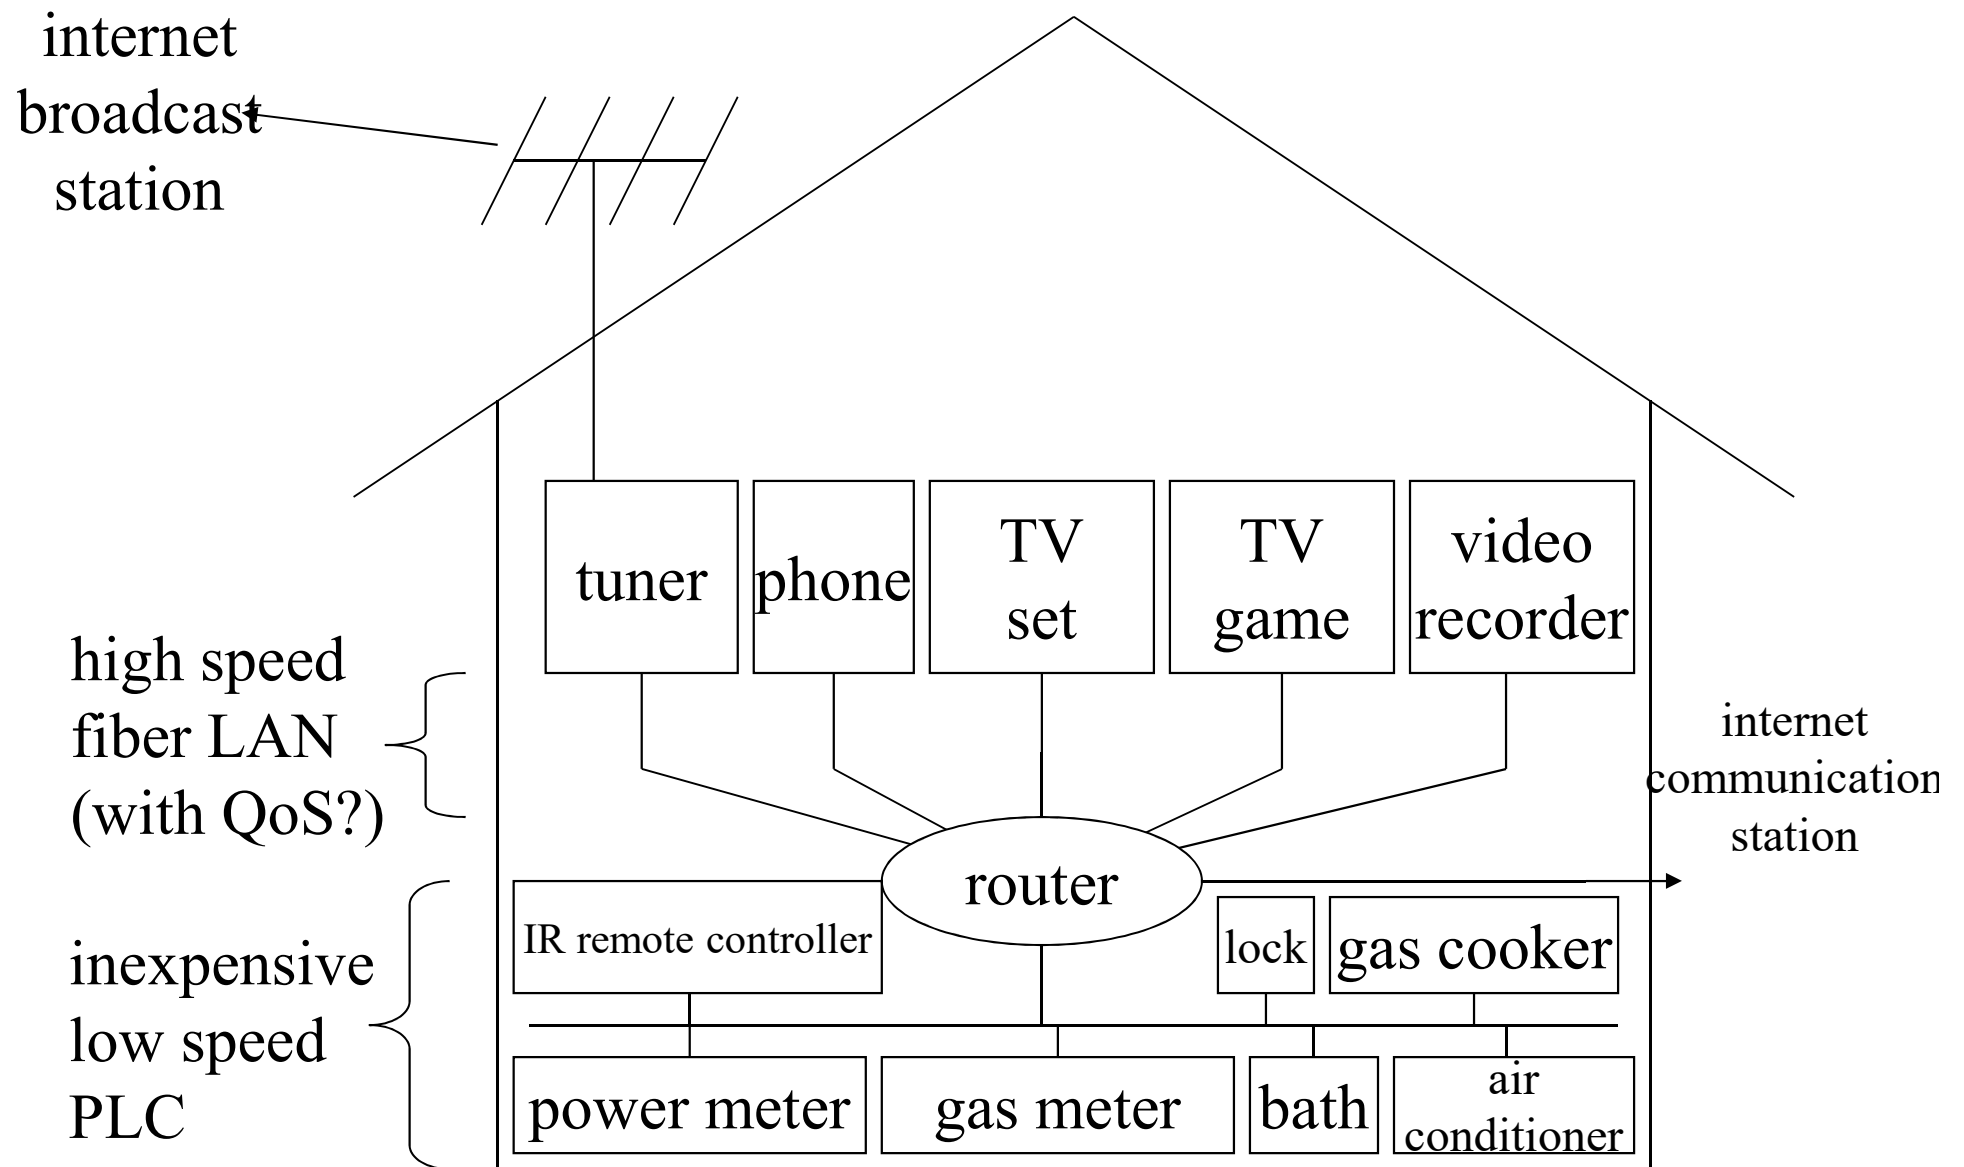 internet
broadcast
station
tuner
phone
TV
set
TV
game
video
recorder
high speed
fiber LAN
(with QoS?)
internet
communication
station
router
IR remote controller
lock
gas cooker
inexpensive
low speed
PLC
power meter
gas meter
bath
air
conditioner